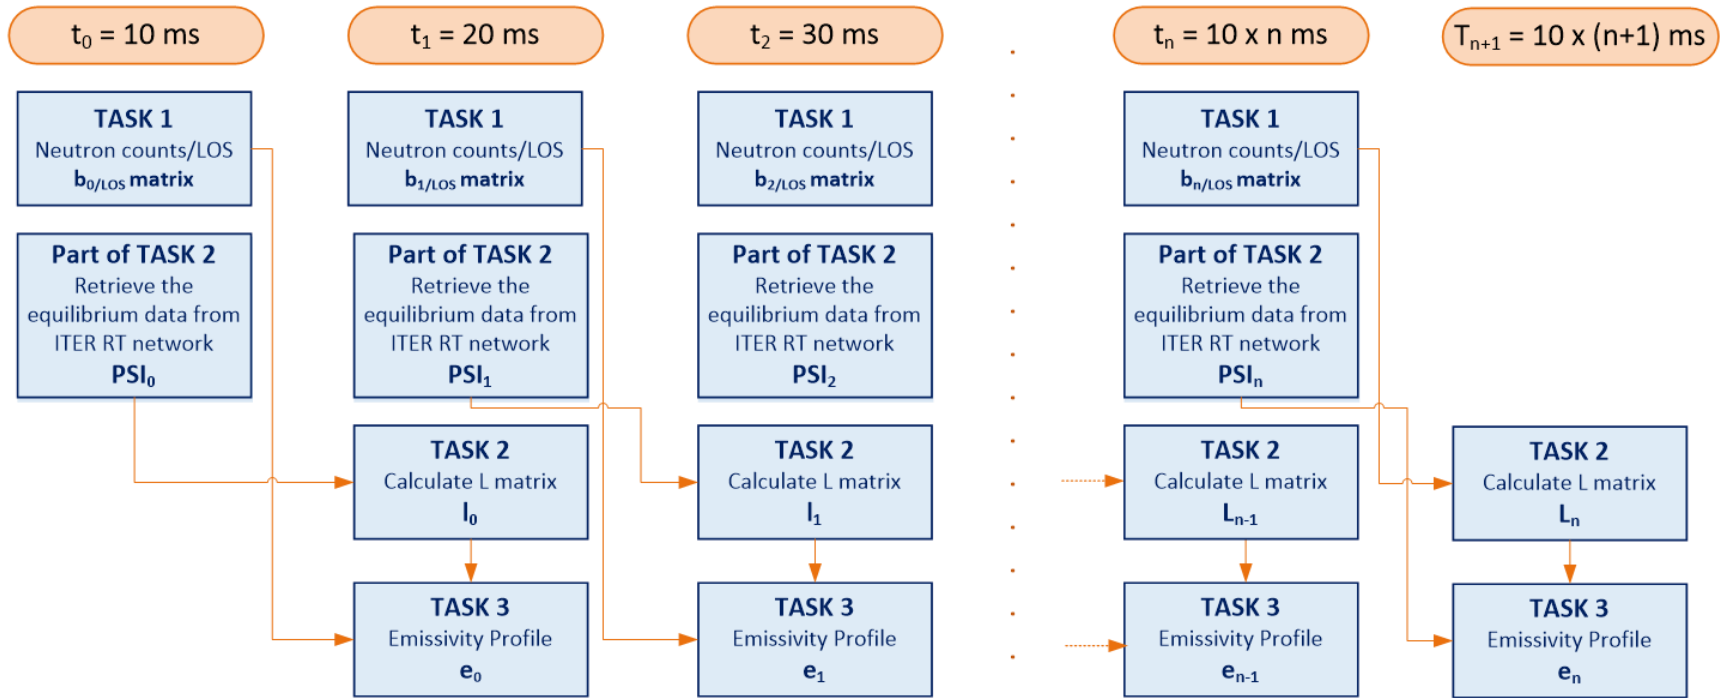 t₀ = 10 ms
t₁ = 20 ms
t₂ = 30 ms
tₙ = 10 x n ms
Tₙ₊₁ = 10 x (n+1) ms
TASK 1
Neutron counts/LOS
b₀/LOS matrix
TASK 1
Neutron counts/LOS
b₁/LOS matrix
TASK 1
Neutron counts/LOS
b₂/LOS matrix
TASK 1
Neutron counts/LOS
bₙ/LOS matrix
Part of TASK 2
Retrieve the
equilibrium data from
ITER RT network
PSI₀
Part of TASK 2
Retrieve the
equilibrium data from
ITER RT network
PSI₁
Part of TASK 2
Retrieve the
equilibrium data from
ITER RT network
PSI₂
Part of TASK 2
Retrieve the
equilibrium data from
ITER RT network
PSIₙ
TASK 2
Calculate L matrix
l₀
TASK 2
Calculate L matrix
l₁
TASK 2
Calculate L matrix
Lₙ₋₁
TASK 2
Calculate L matrix
Lₙ
TASK 3
Emissivity Profile
e₀
TASK 3
Emissivity Profile
e₁
TASK 3
Emissivity Profile
eₙ₋₁
TASK 3
Emissivity Profile
eₙ